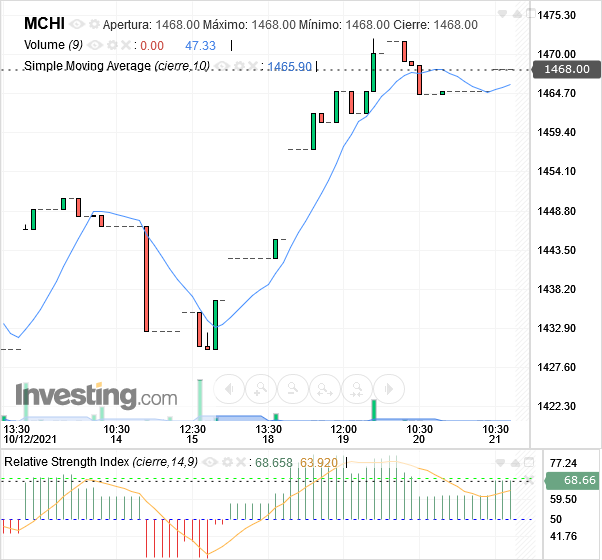 MCHI Apertura: 1468.00 Máximo: 1468.00 Mínimo: 1468.00 Cierre: 1468.00
Volume (9) : 0.00 47.33
Simple Moving Average (cierre,10) : 1465.90
1475.30
1470.00
1468.00
1464.70
1459.40
1454.10
1448.80
1443.50
1438.20
1432.90
1427.60
1422.30
Investing.com
13:30 10:30 12:30 13:30 12:00 10:30 10:30
10/12/2021 14 15 18 19 20 21
Relative Strength Index (cierre,14,9) : 68.658 63.920
77.24
68.66
59.50
50
41.76